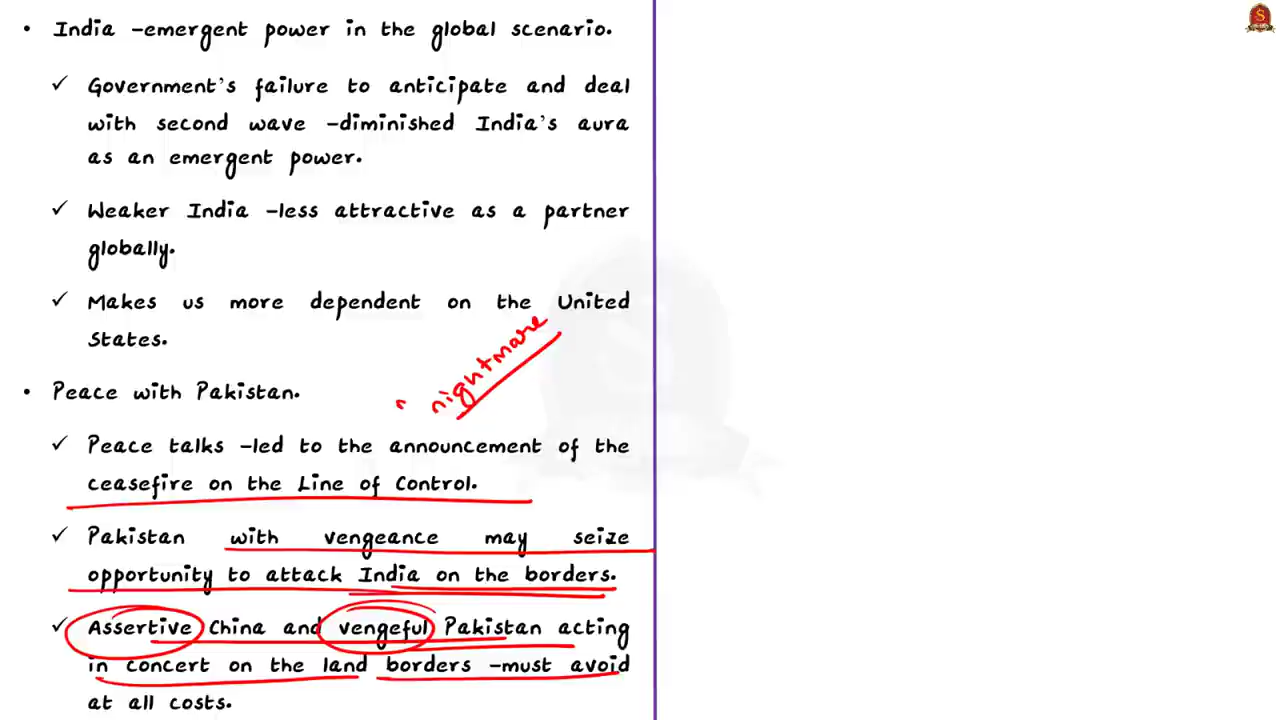 • India –emergent power in the global scenario.
✓ Government's failure to anticipate and deal
with second wave –diminished India's aura
as an emergent power.
✓ Weaker India –less attractive as a partner
globally.
✓ Makes us more dependent on the United
States.
nightmare
• Peace with Pakistan.
✓ Peace talks –led to the announcement of the
ceasefire on the Line of Control.
✓ Pakistan with vengeance may seize
opportunity to attack India on the borders.
✓ Assertive China and vengeful Pakistan acting
in concert on the land borders –must avoid
at all costs.